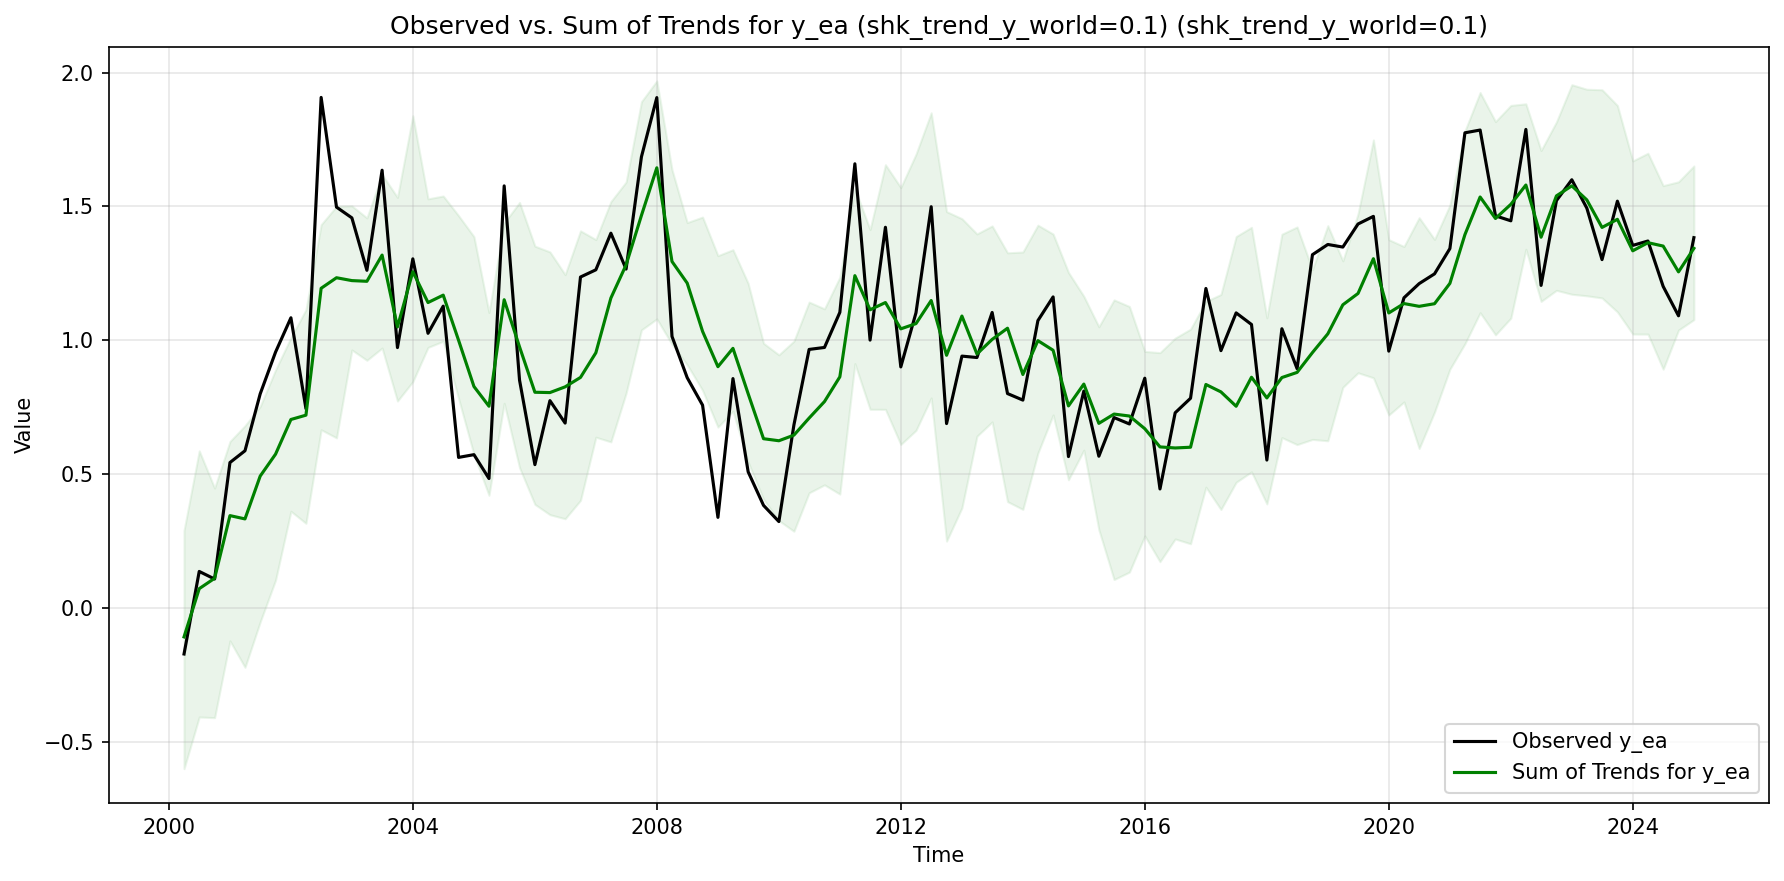 Observed vs. Sum of Trends for y_ea (shk_trend_y_world=0.1) (shk_trend_y_world=0.1)
Value
2.0
1.5
1.0
0.5
0.0
−0.5
Observed y_ea
Sum of Trends for y_ea
2000 2004 2008 2012 2016 2020 2024
Time